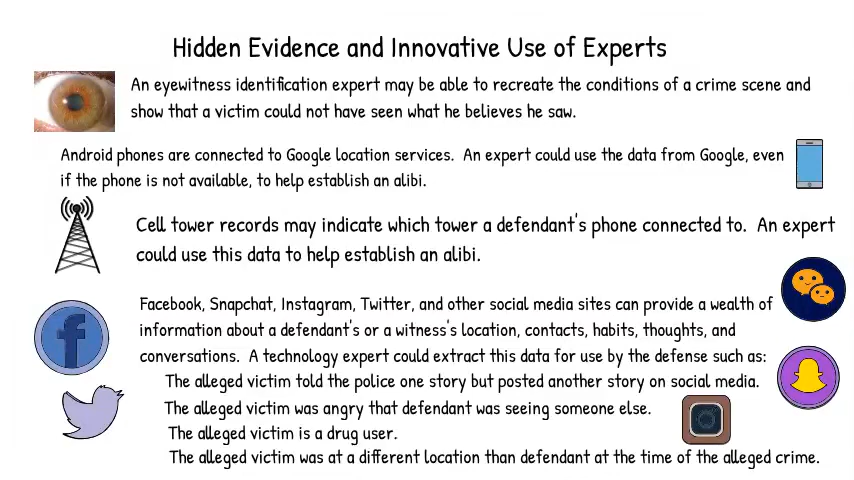 Hidden Evidence and Innovative Use of Experts
An eyewitness identification expert may be able to recreate the conditions of a crime scene and
show that a victim could not have seen what he believes he saw.
Android phones are connected to Google location services.  An expert could use the data from Google, even
if the phone is not available, to help establish an alibi.
Cell tower records may indicate which tower a defendant's phone connected to.  An expert
could use this data to help establish an alibi.
Facebook, Snapchat, Instagram, Twitter, and other social media sites can provide a wealth of
information about a defendant's or a witness's location, contacts, habits, thoughts, and
conversations.  A technology expert could extract this data for use by the defense such as:
The alleged victim told the police one story but posted another story on social media.
The alleged victim was angry that defendant was seeing someone else.
The alleged victim is a drug user.
The alleged victim was at a different location than defendant at the time of the alleged crime.